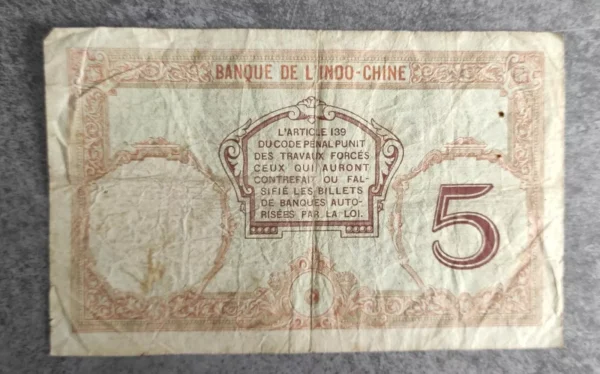 BANQUE DE L'INDO-CHINE
L'ARTICLE 139
DU CODE PÉNAL PUNIT
DES TRAVAUX FORCÉS
CEUX QUI AURONT
CONTREFAIT OU FAL-
SIFIÉ LES BILLETS
DE BANQUES AUTO-
RISÉES PAR LA LOI.
5